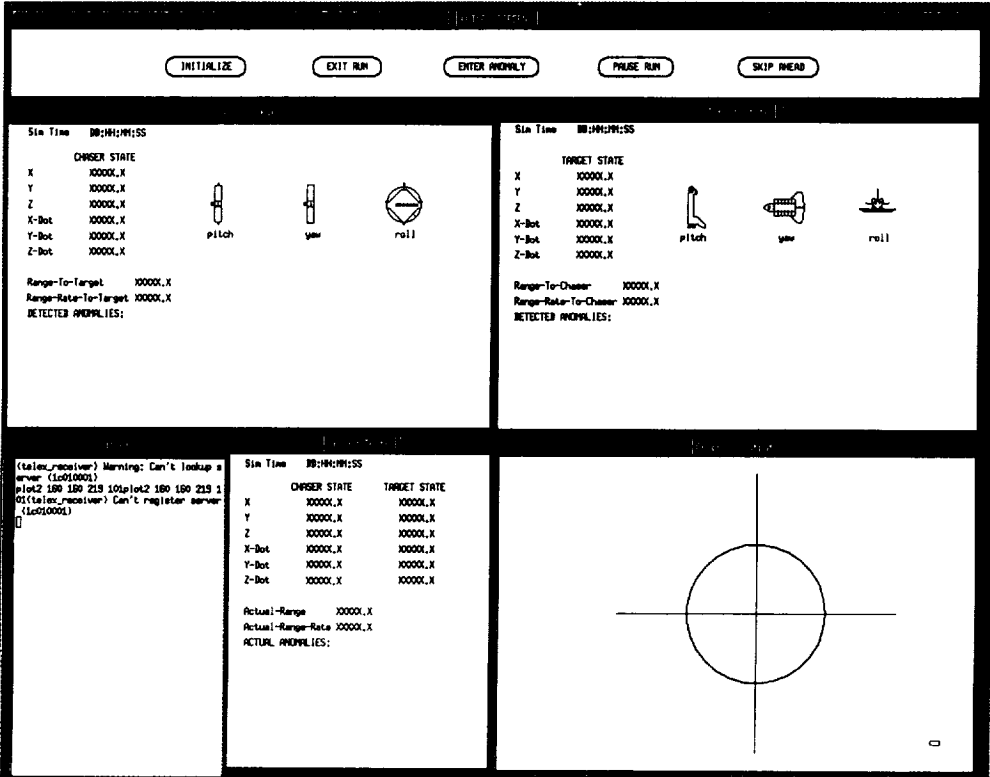 INITIALIZE
EXIT RUN
ENTER ANOMALY
PAUSE RUN
SKIP AHEAD
Sim Time DD:HH:MM:SS
CHASER STATE
X XXXXX.X
Y XXXXX.X
Z XXXXX.X
X-Dot XXXXX.X
Y-Dot XXXXX.X
Z-Dot XXXXX.X
pitch
yaw
roll
Range-To-Target XXXXX.X
Range-Rate-To-Target XXXXX.X
DETECTED ANOMALIES:
Sim Time DD:HH:MM:SS
TARGET STATE
X XXXXX.X
Y XXXXX.X
Z XXXXX.X
X-Dot XXXXX.X
Y-Dot XXXXX.X
Z-Dot XXXXX.X
pitch
yaw
roll
Range-To-Chaser XXXXX.X
Range-Rate-To-Chaser XXXXX.X
DETECTED ANOMALIES:
(telex_receiver) Warning: Can't lookup s
erver (1c010001)
plot2 160 160 219 101plot2 160 160 219 1
01(telex_receiver) Can't register server
(1c010001)
Sim Time DD:HH:MM:SS
CHASER STATE TARGET STATE
X XXXXX.X XXXXX.X
Y XXXXX.X XXXXX.X
Z XXXXX.X XXXXX.X
X-Dot XXXXX.X XXXXX.X
Y-Dot XXXXX.X XXXXX.X
Z-Dot XXXXX.X XXXXX.X
Actual-Range XXXXX.X
Actual-Range-Rate XXXXX.X
ACTUAL ANOMALIES: